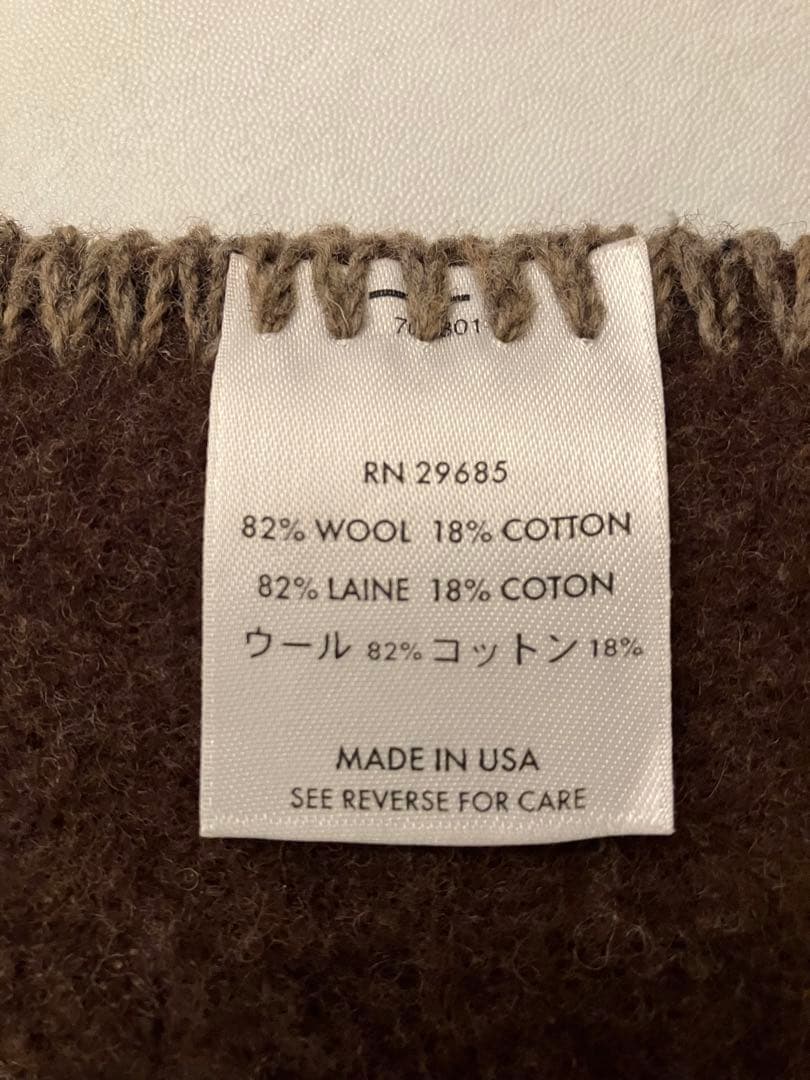 RN 29685
82% WOOL 18% COTTON
82% LAINE 18% COTON
ウール 82% コットン 18%
MADE IN USA
SEE REVERSE FOR CARE